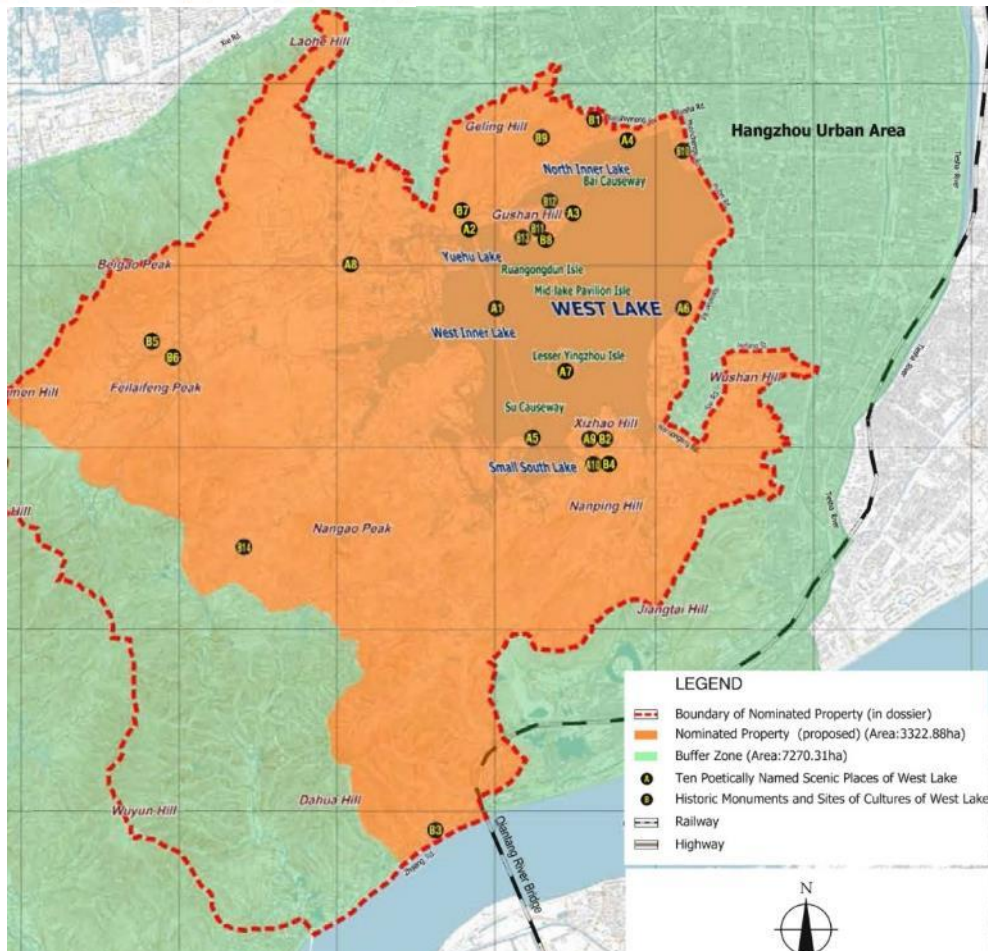 Laohe Hill
B1
Geling Hill
B9
A4
Hangzhou Urban Area
North Inner Lake
Bai Causeway
B12
B7
Gushan Hill
A3
A2
B11
B13
B8
Yuehu Lake
Beigao Peak
A8
Ruangongdun Isle
Mid-lake Pavilion Isle
A1
WEST LAKE
A6
West Inner Lake
B5
B6
Lesser Yingzhou Isle
Feilaifeng Peak
A7
Wushan Hill
men Hill
Su Causeway
Xizhao Hill
A5
A9
B2
Small South Lake
A10
B4
Nanping Hill
Hill
Nangao Peak
B14
Jiangtai Hill
Wuyun Hill
Dahua Hill
B3
Qiantang River Bridge
LEGEND
Boundary of Nominated Property (in dossier)
Nominated Property (proposed) (Area:3322.88ha)
Buffer Zone (Area:7270.31ha)
A Ten Poetically Named Scenic Places of West Lake
B Historic Monuments and Sites of Cultures of West Lake
Railway
Highway
N